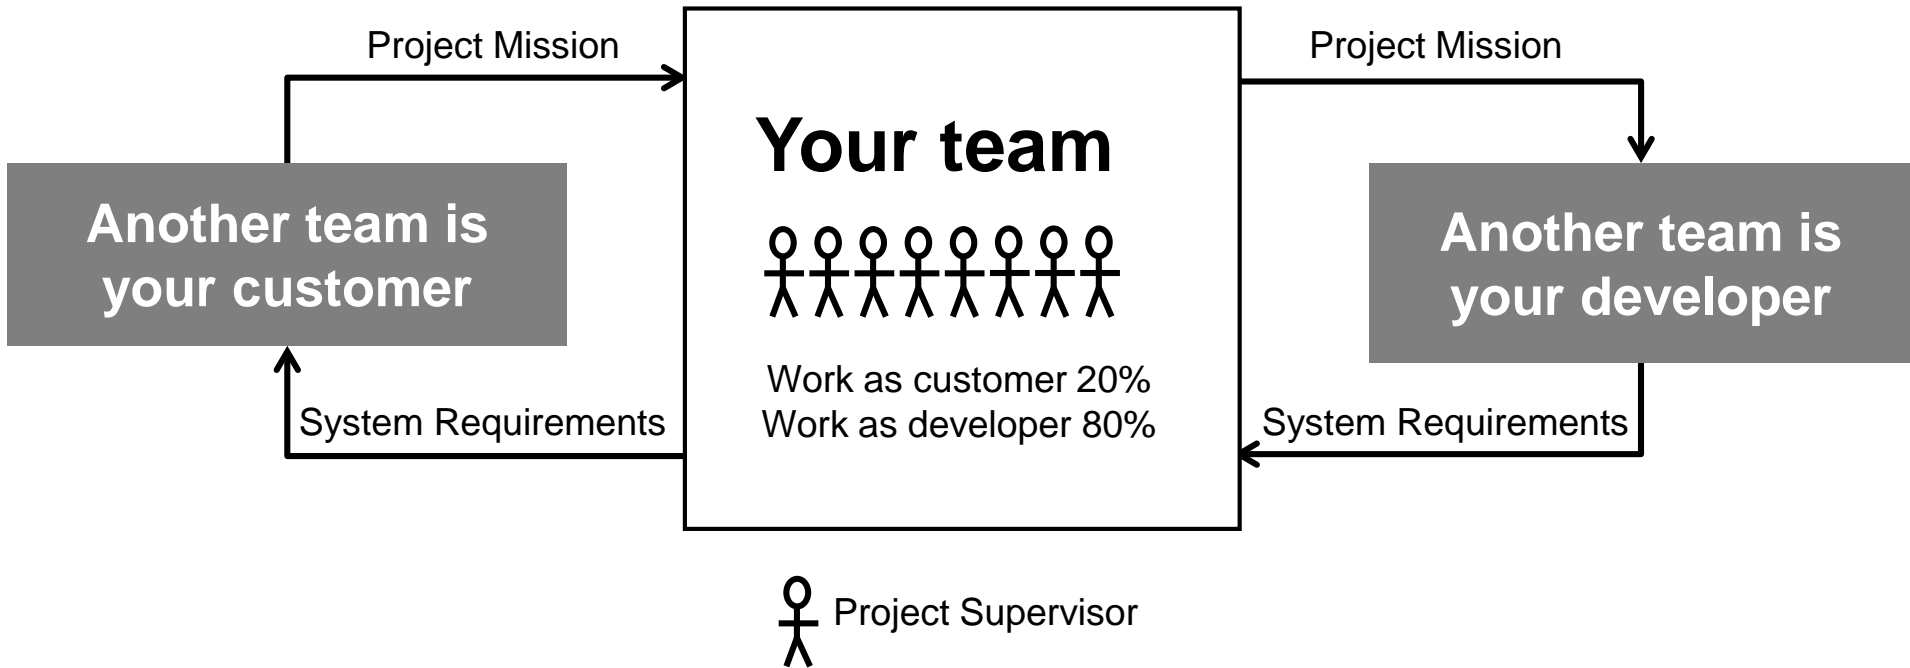 Project Mission
Another team is
your customer
System Requirements
Your team
Work as customer 20%
Work as developer 80%
Project Mission
Another team is
your developer
System Requirements
Project Supervisor